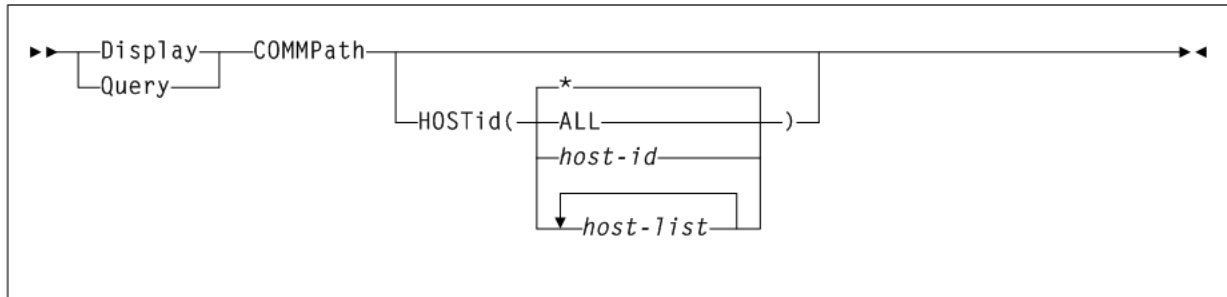 Display COMMPath
Query
*
HOSTid( ALL )
host-id
host-list